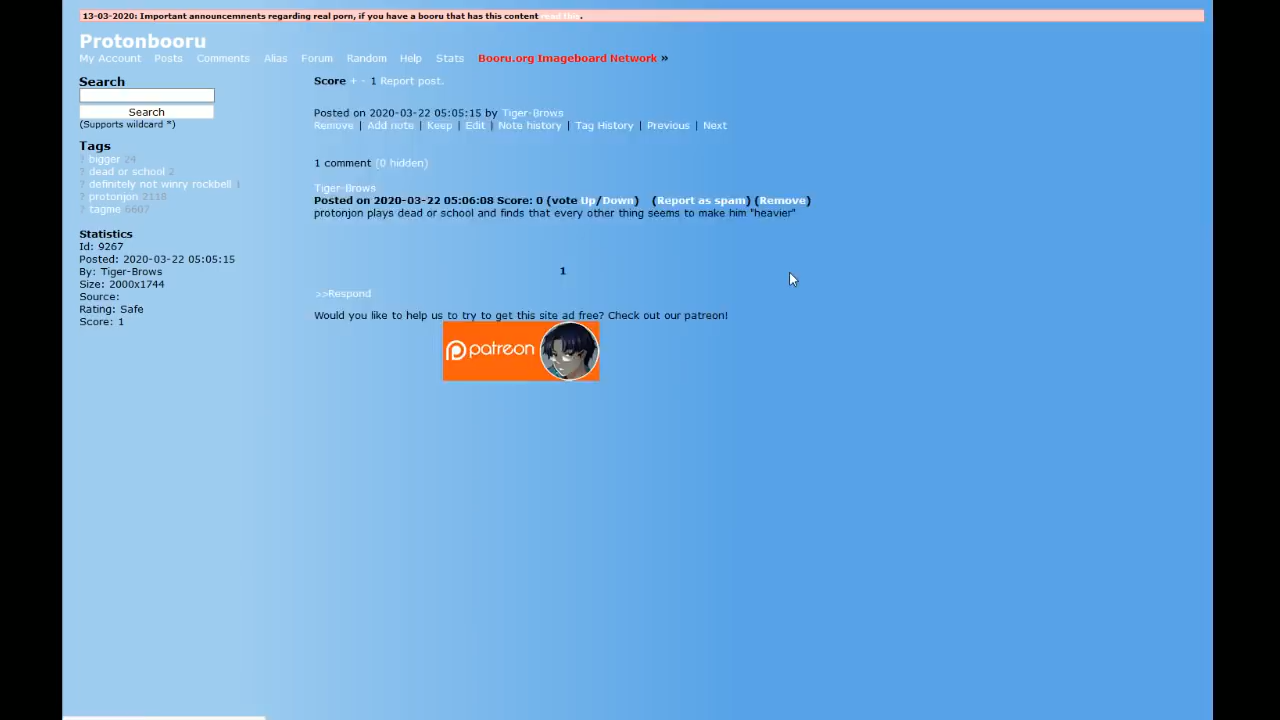 13-03-2020: Important announcemnents regarding real porn, if you have a booru that has this content read this.
Protonbooru
My Account Posts Comments Alias Forum Random Help Stats Booru.org Imageboard Network »
Search
Search
(Supports wildcard *)
Tags
? bigger 24
? dead or school 2
? definitely not winry rockbell 1
? protonjon 2118
? tagme 6607
Statistics
Id: 9267
Posted: 2020-03-22 05:05:15
By: Tiger-Brows
Size: 2000x1744
Source:
Rating: Safe
Score: 1
Score + - 1 Report post.
Posted on 2020-03-22 05:05:15 by Tiger-Brows
Remove | Add note | Keep | Edit | Note history | Tag History | Previous | Next
1 comment (0 hidden)
Tiger-Brows
Posted on 2020-03-22 05:06:08 Score: 0 (vote Up/Down) (Report as spam) (Remove)
protonjon plays dead or school and finds that every other thing seems to make him "heavier"
1
>>Respond
Would you like to help us to try to get this site ad free? Check out our patreon!
patreon